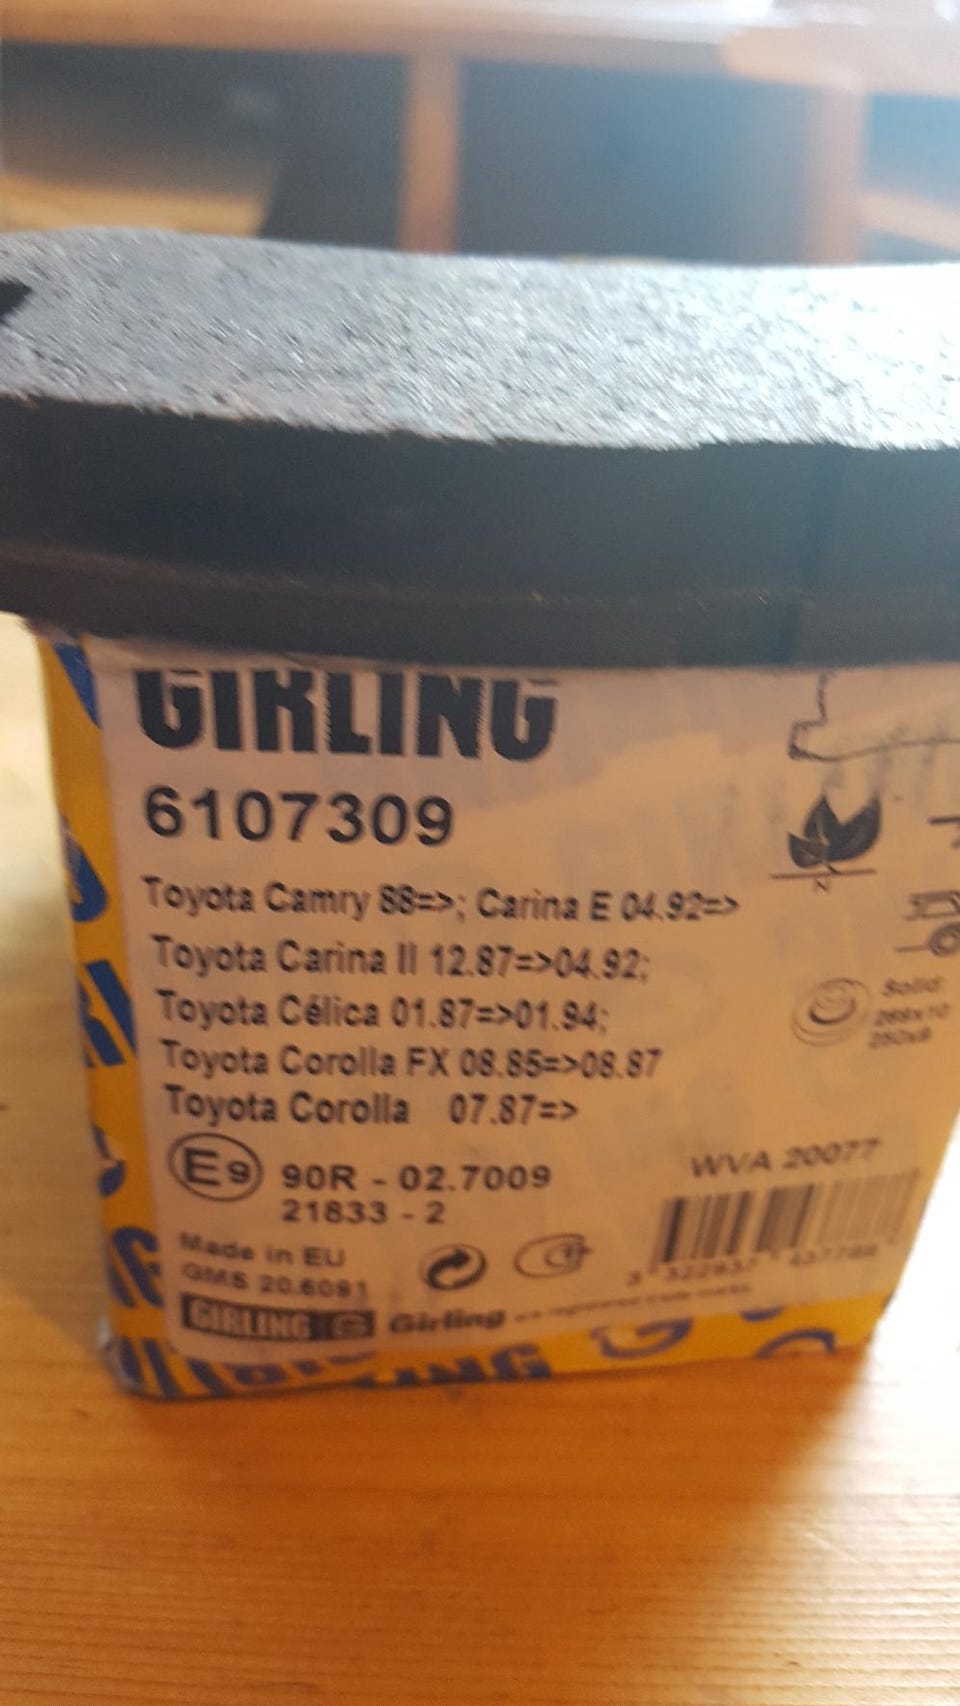 GIRLING
6107309
Toyota Camry 88=>; Carina E 04.92=>
Toyota Carina II 12.87=>04.92;
Toyota Célica 01.87=>01.94;
Toyota Corolla FX 08.85=>08.87
Toyota Corolla 07.87=>
Solid
E9 90R - 02.7009
21833 - 2
WVA 20077
Made in EU
GMS 20.6091
GIRLING Girling